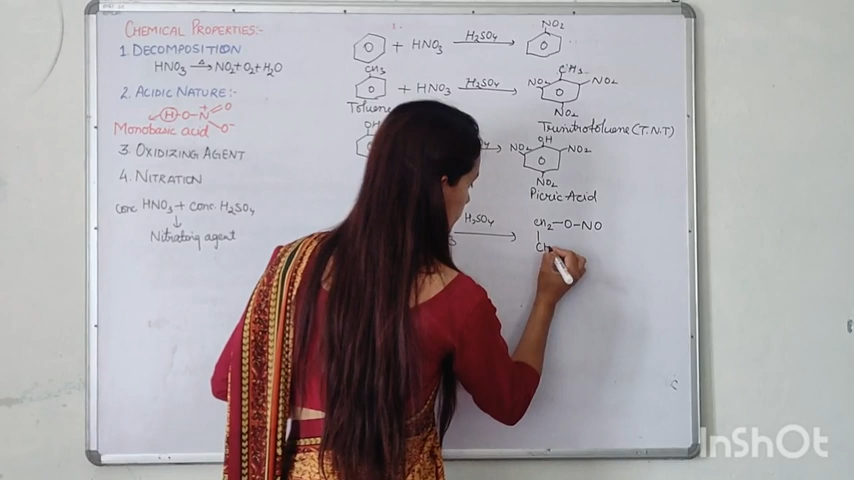 CHEMICAL PROPERTIES:-
1. DECOMPOSITION
HNO₃ —Δ→ NO₂ + O₂ + H₂O
2. ACIDIC NATURE:-
H-O-N⁺ O
O⁻
Monobasic acid
3. OXIDIZING AGENT
4. NITRATION
conc HNO₃ + conc. H₂SO₄
↓
Nitrating agent
NO₂
+ HNO₃ —H₂SO₄→
CH₃ CH₃
+ HNO₃ —H₂SO₄→ NO₂ NO₂
NO₂
Toluene
Trinitrotoluene (T.N.T)
OH OH
NO₂ NO₂
NO₂
Picric Acid
H₂SO₄ CH₂-O-NO
3 →
CH
InShOt